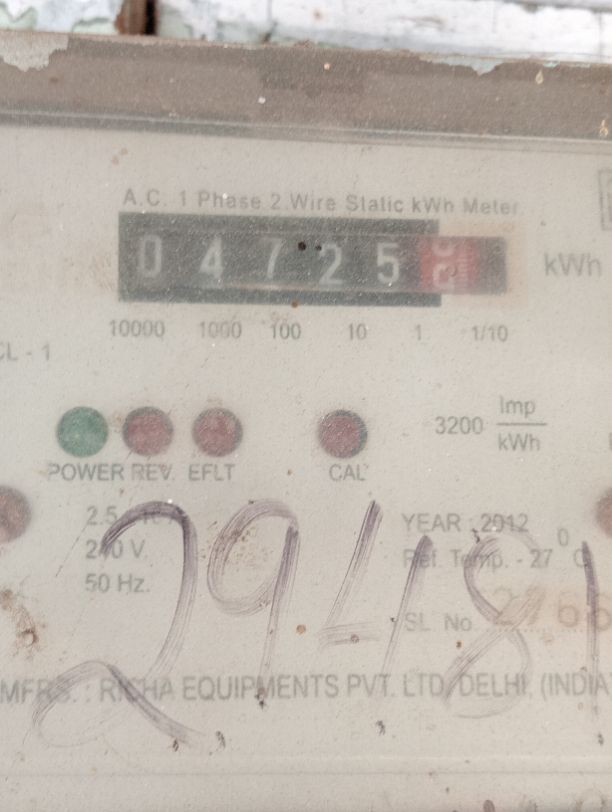 A.C. 1 Phase 2 Wire Static kWh Meter
0 4 7 2 5
kWh
10000 1000 100 10 1 1/10
CL - 1
3200 Imp/kWh
POWER REV. EFLT CAL
YEAR : 2012
240 V.
Ref. Temp. - 27 °C
50 Hz.
SL. No.
29481
MFRS. : RICHA EQUIPMENTS PVT. LTD. DELHI. (INDIA